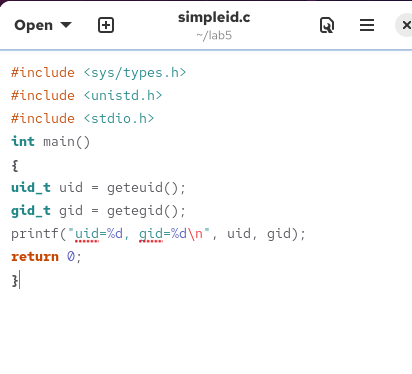 Open
simpleid.c
~/lab5
#include <sys/types.h>
#include <unistd.h>
#include <stdio.h>
int main()
{
uid_t uid = geteuid();
gid_t gid = getegid();
printf("uid=%d, gid=%d\n", uid, gid);
return 0;
}